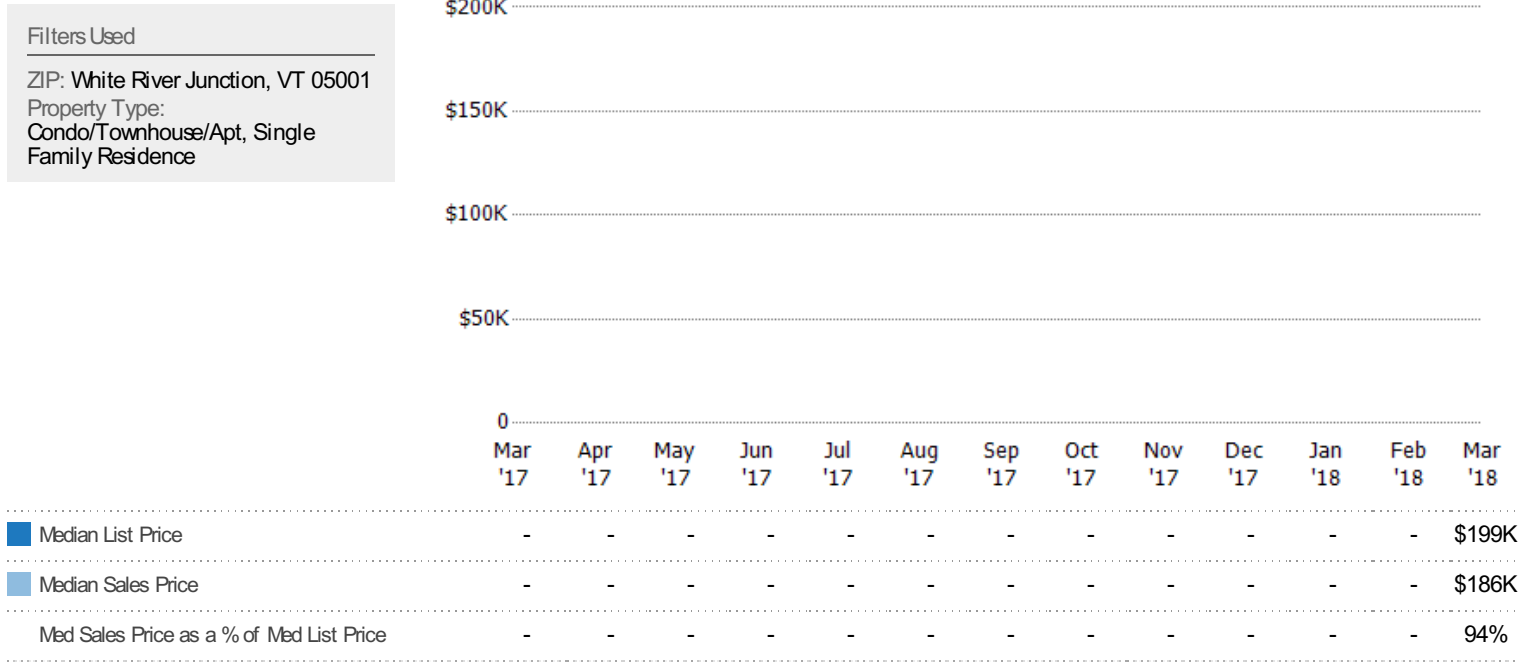 Filters Used
ZIP: White River Junction, VT 05001
Property Type:
Condo/Townhouse/Apt, Single
Family Residence
$200K
$150K
$100K
$50K
0
Mar Apr May Jun Jul Aug Sep Oct Nov Dec Jan Feb Mar
'17 '17 '17 '17 '17 '17 '17 '17 '17 '17 '18 '18 '18
Median List Price - - - - - - - - - - - - $199K
Median Sales Price - - - - - - - - - - - - $186K
Med Sales Price as a % of Med List Price - - - - - - - - - - - - 94%